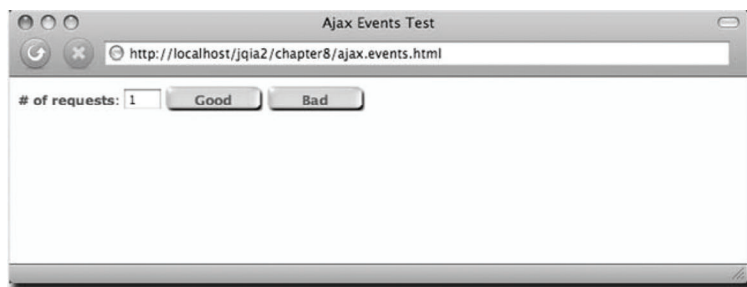 Ajax Events Test
http://localhost/jqia2/chapter8/ajax.events.html
# of requests: 1 Good Bad